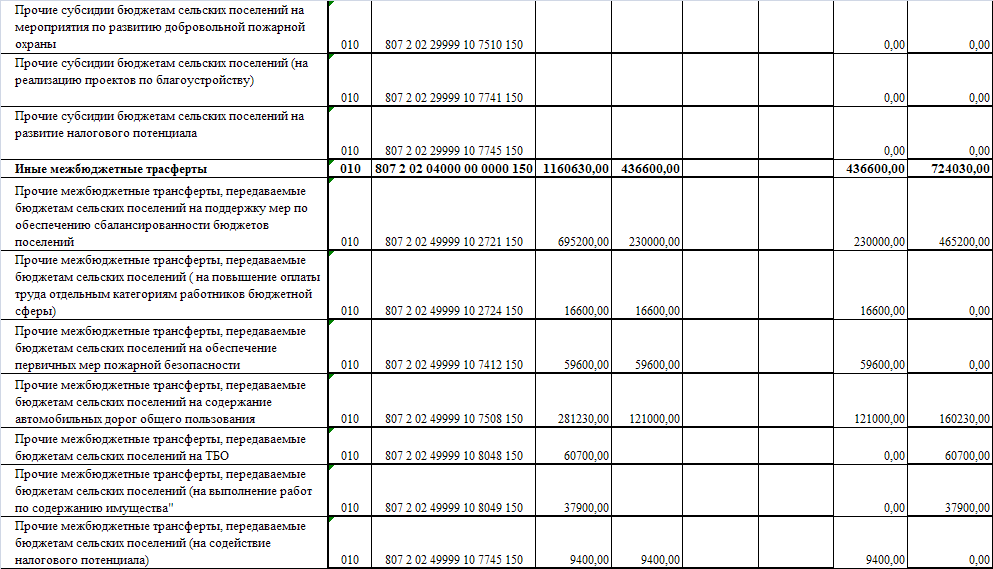 Прочие субсидии бюджетам сельских поселений на
мероприятия по развитию добровольной пожарной
охраны 010 807 2 02 29999 10 7510 150 0,00 0,00
Прочие субсидии бюджетам сельских поселений (на
реализацию проектов по благоустройству)
010 807 2 02 29999 10 7741 150 0,00 0,00
Прочие субсидии бюджетам сельских поселений на
развитие налогового потенциала
010 807 2 02 29999 10 7745 150 0,00 0,00
Иные межбюджетные трасферты 010 807 2 02 04000 00 0000 150 1160630,00 436600,00 436600,00 724030,00
Прочие межбюджетные трансферты, передаваемые
бюджетам сельских поселений на поддержку мер по
обеспечению сбалансированности бюджетов
поселений 010 807 2 02 49999 10 2721 150 695200,00 230000,00 230000,00 465200,00
Прочие межбюджетные трансферты, передаваемые
бюджетам сельских поселений ( на повышение оплаты
труда отдельным категориям работников бюджетной
сферы) 010 807 2 02 49999 10 2724 150 16600,00 16600,00 16600,00 0,00
Прочие межбюджетные трансферты, передаваемые
бюджетам сельских поселений на обеспечение
первичных мер пожарной безопасности 010 807 2 02 49999 10 7412 150 59600,00 59600,00 59600,00 0,00
Прочие межбюджетные трансферты, передаваемые
бюджетам сельских поселений на содержание
автомобильных дорог общего пользования 010 807 2 02 49999 10 7508 150 281230,00 121000,00 121000,00 160230,00
Прочие межбюджетные трансферты, передаваемые
бюджетам сельских поселений на ТБО 010 807 2 02 49999 10 8048 150 60700,00 0,00 60700,00
Прочие межбюджетные трансферты, передаваемые
бюджетам сельских поселений (на выполнение работ
по содержанию имущества" 010 807 2 02 49999 10 8049 150 37900,00 0,00 37900,00
Прочие межбюджетные трансферты, передаваемые
бюджетам сельских поселений (на содействие
налогового потенциала) 010 807 2 02 49999 10 7745 150 9400,00 9400,00 9400,00 0,00